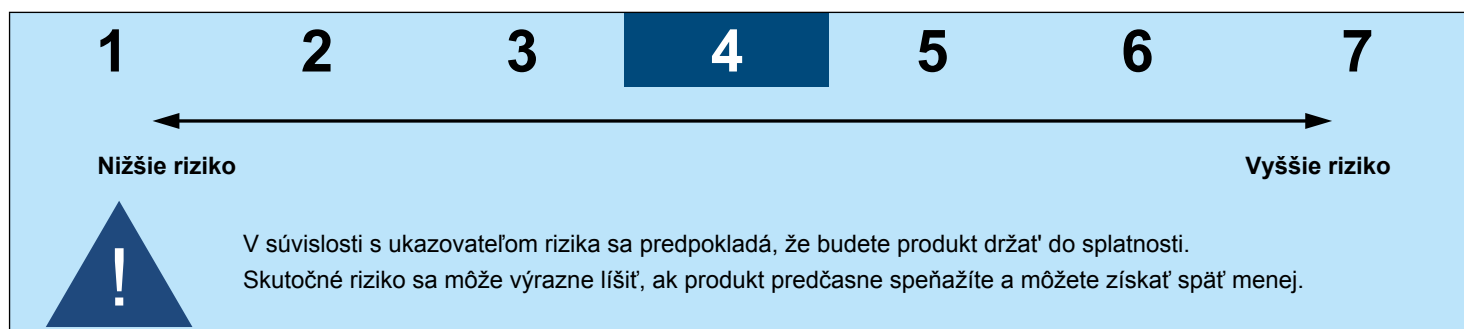 1 2 3 4 5 6 7
Nižšie riziko Vyššie riziko
!
V súvislosti s ukazovateľom rizika sa predpokladá, že budete produkt držat' do splatnosti.
Skutočné riziko sa môže výrazne líšiť, ak produkt predčasne speňažíte a môžete získať späť menej.